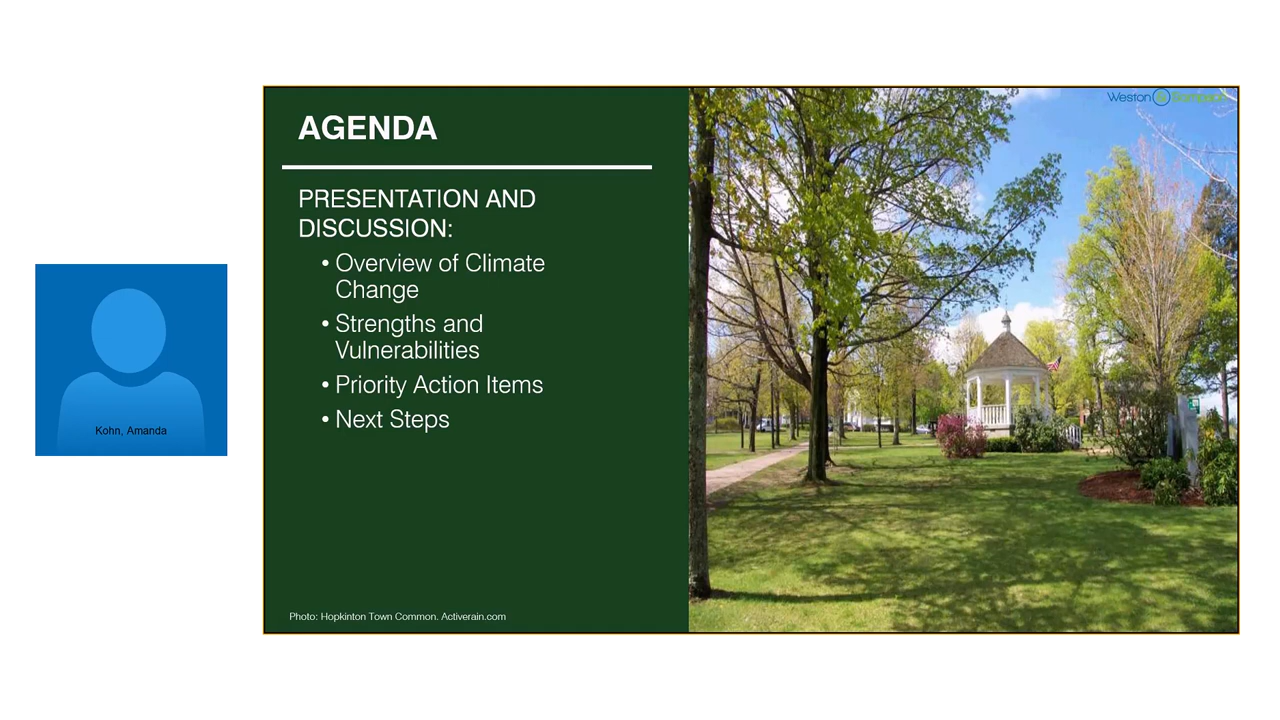 AGENDA
PRESENTATION AND
DISCUSSION:
• Overview of Climate
Change
• Strengths and
Vulnerabilities
• Priority Action Items
• Next Steps
Photo: Hopkinton Town Common. Activerain.com
Weston
Kohn, Amanda